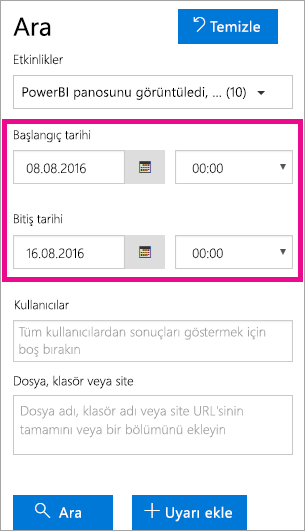 Ara
Temizle
Etkinlikler
PowerBI panosunu görüntüledi, ... (10)
Başlangıç tarihi
08.08.2016
00:00
Bitiş tarihi
16.08.2016
00:00
Kullanıcılar
Tüm kullanıcılardan sonuçları göstermek için
boş bırakın
Dosya, klasör veya site
Dosya adı, klasör adı veya site URL'sinin
tamamını veya bir bölümünü ekleyin
Ara
Uyarı ekle